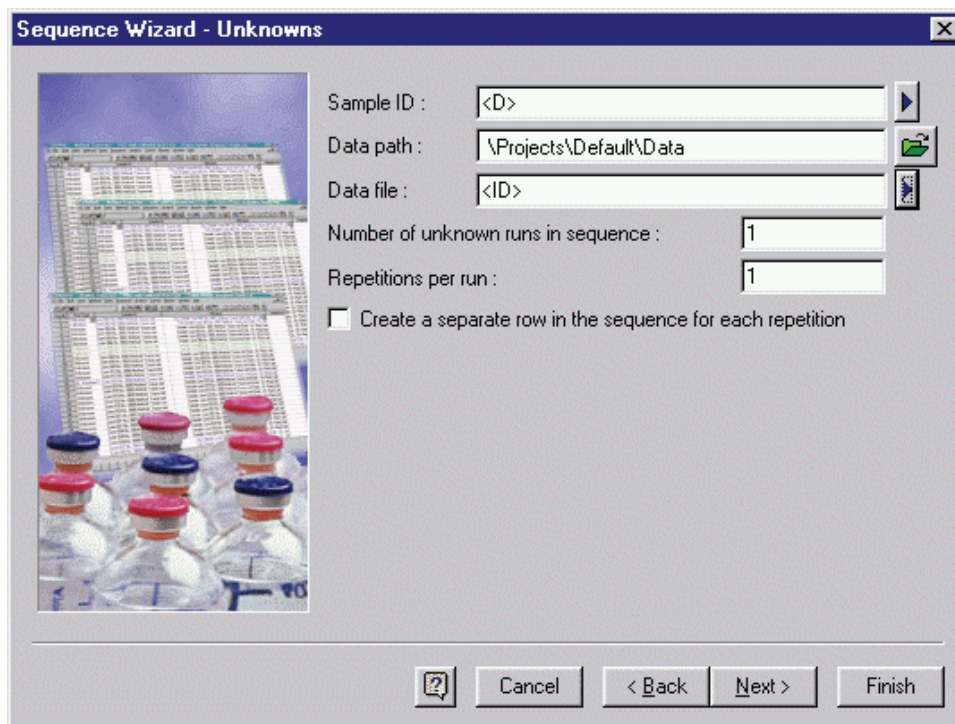 Sequence Wizard - Unknowns
Sample ID : <D>
Data path : \Projects\Default\Data
Data file : <ID>
Number of unknown runs in sequence : 1
Repetitions per run : 1
Create a separate row in the sequence for each repetition
Cancel < Back Next > Finish